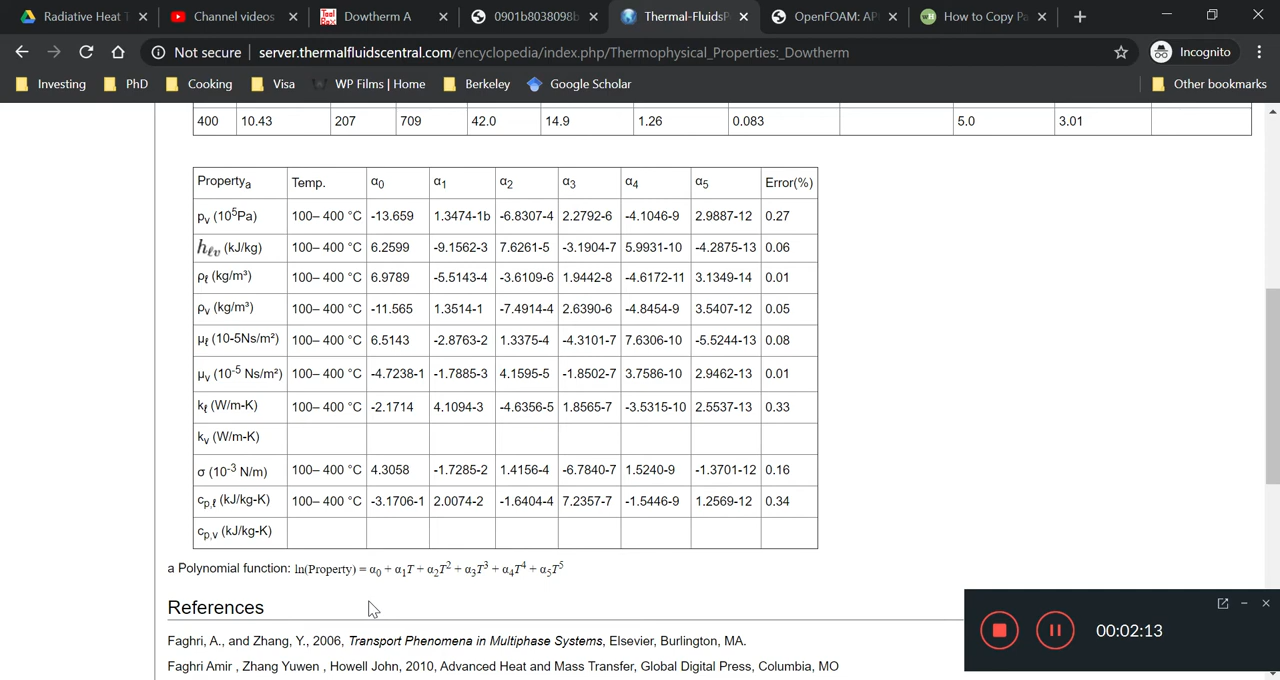 Radiative Heat T
Channel videos
Tool Box Dowtherm A
0901b8038098b
Thermal-FluidsP
OpenFOAM: AP
WH How to Copy Pa
Not secure | server.thermalfluidscentral.com/encyclopedia/index.php/Thermophysical_Properties:_Dowtherm
Incognito
Investing PhD Cooking Visa WP Films | Home Berkeley Google Scholar Other bookmarks
400 10.43 207 709 42.0 14.9 1.26 0.083 5.0 3.01
Propertyₐ Temp. α₀ α₁ α₂ α₃ α₄ α₅ Error(%)
pᵥ (10⁵Pa) 100– 400 °C -13.659 1.3474-1b -6.8307-4 2.2792-6 -4.1046-9 2.9887-12 0.27
hℓv (kJ/kg) 100– 400 °C 6.2599 -9.1562-3 7.6261-5 -3.1904-7 5.9931-10 -4.2875-13 0.06
ρℓ (kg/m³) 100– 400 °C 6.9789 -5.5143-4 -3.6109-6 1.9442-8 -4.6172-11 3.1349-14 0.01
ρᵥ (kg/m³) 100– 400 °C -11.565 1.3514-1 -7.4914-4 2.6390-6 -4.8454-9 3.5407-12 0.05
μℓ (10-5Ns/m²) 100– 400 °C 6.5143 -2.8763-2 1.3375-4 -4.3101-7 7.6306-10 -5.5244-13 0.08
μᵥ (10⁻⁵ Ns/m²) 100– 400 °C -4.7238-1 -1.7885-3 4.1595-5 -1.8502-7 3.7586-10 2.9462-13 0.01
kℓ (W/m-K) 100– 400 °C -2.1714 4.1094-3 -4.6356-5 1.8565-7 -3.5315-10 2.5537-13 0.33
kᵥ (W/m-K)
σ (10⁻³ N/m) 100– 400 °C 4.3058 -1.7285-2 1.4156-4 -6.7840-7 1.5240-9 -1.3701-12 0.16
cp,ℓ (kJ/kg-K) 100– 400 °C -3.1706-1 2.0074-2 -1.6404-4 7.2357-7 -1.5446-9 1.2569-12 0.34
cp,v (kJ/kg-K)
a Polynomial function: ln(Property) = α₀ + α₁T + α₂T² + α₃T³ + α₄T⁴ + α₅T⁵
References
Faghri, A., and Zhang, Y., 2006, Transport Phenomena in Multiphase Systems, Elsevier, Burlington, MA.
Faghri Amir , Zhang Yuwen , Howell John, 2010, Advanced Heat and Mass Transfer, Global Digital Press, Columbia, MO
00:02:13